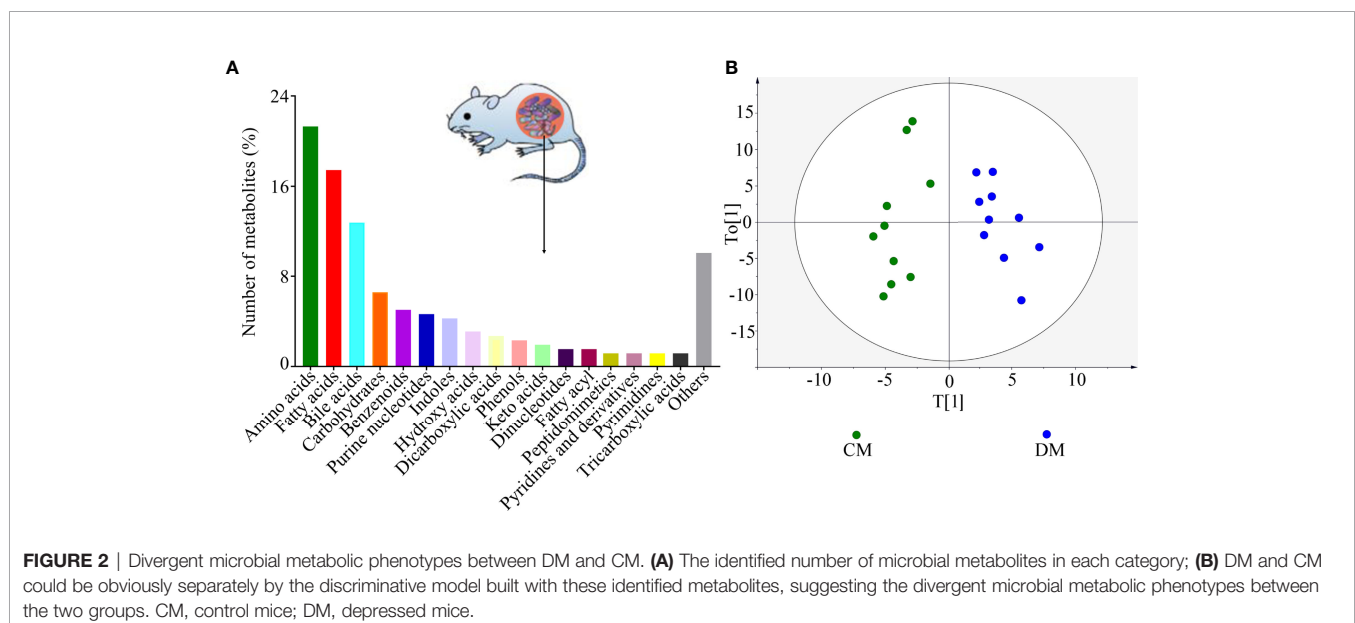 A
B
Number of metabolites (%)
24
16
8
0
Amino acids
Fatty acids
Bile acids
Carbohydrates
Benzenoids
Purine nucleotides
Indoles
Hydroxy acids
Dicarboxylic acids
Phenols
Keto acids
Dinucleotides
Fatty acyl
Peptidomimetics
Pyridines and derivatives
Pyrimidines
Tricarboxylic acids
Others
To[1]
15
10
5
0
-5
-10
-15
-10
-5
0
5
10
T[1]
CM
DM
FIGURE 2 | Divergent microbial metabolic phenotypes between DM and CM. (A) The identified number of microbial metabolites in each category; (B) DM and CM
could be obviously separately by the discriminative model built with these identified metabolites, suggesting the divergent microbial metabolic phenotypes between
the two groups. CM, control mice; DM, depressed mice.